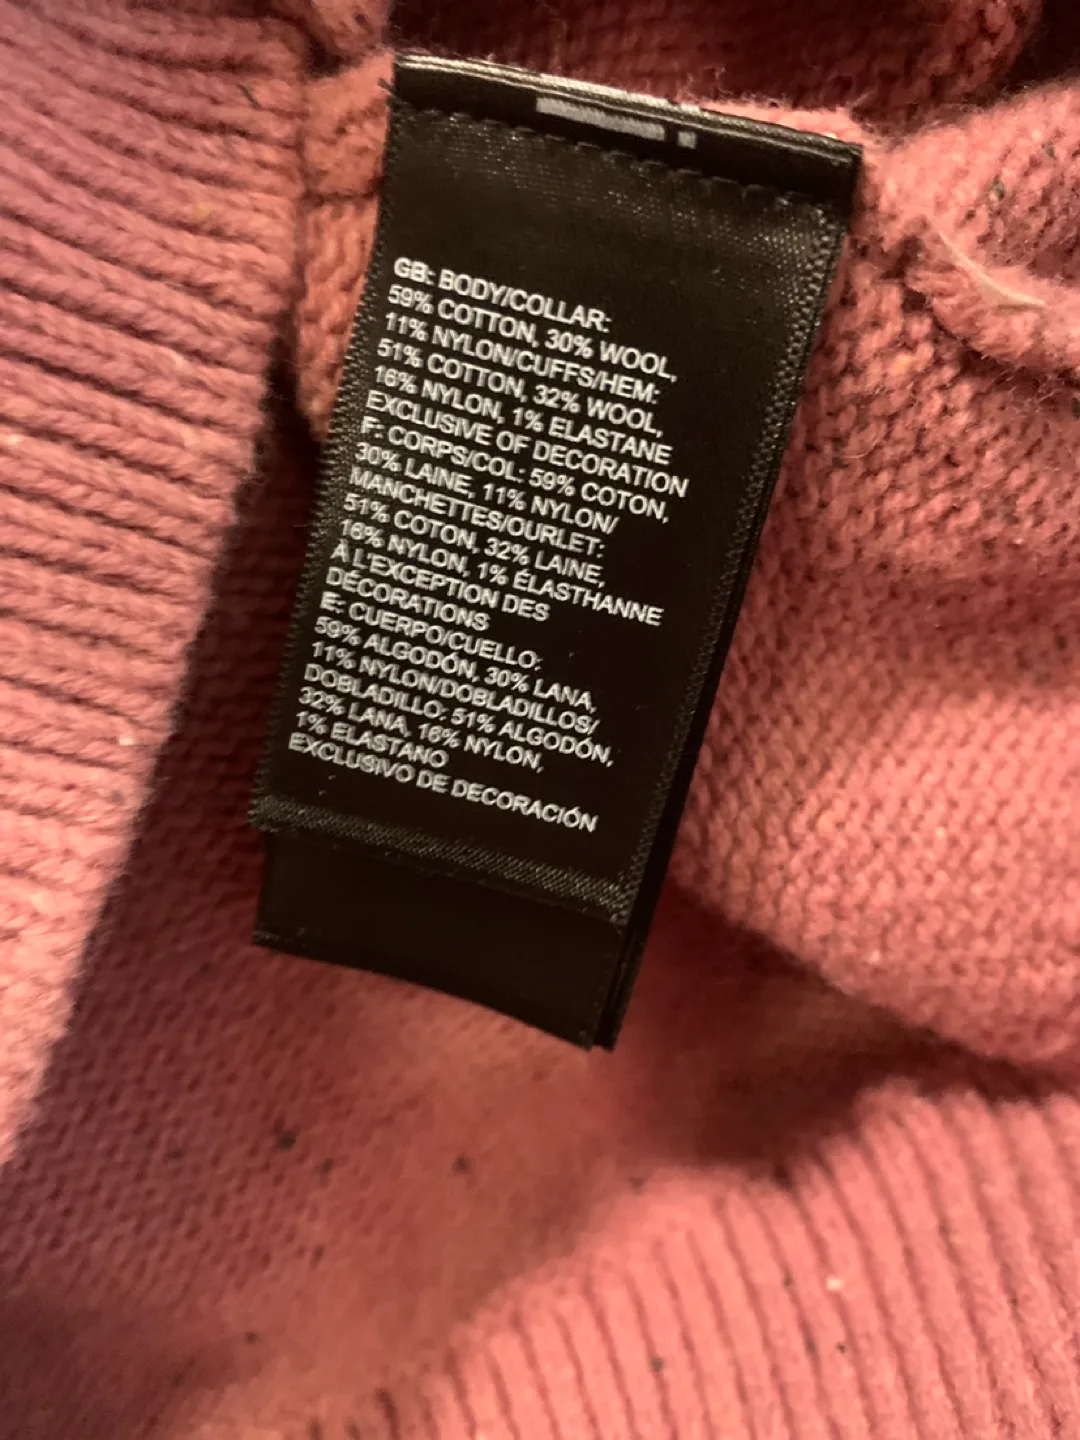 GB: BODY/COLLAR:
59% COTTON, 30% WOOL,
11% NYLON/CUFFS/HEM:
51% COTTON, 32% WOOL,
16% NYLON, 1% ELASTANE
EXCLUSIVE OF DECORATION
F: CORPS/COL: 59% COTON,
30% LAINE, 11% NYLON/
MANCHETTES/OURLET:
51% COTON, 32% LAINE,
16% NYLON, 1% ÉLASTHANNE
À L'EXCEPTION DES
DÉCORATIONS
E: CUERPO/CUELLO:
59% ALGODÓN, 30% LANA,
11% NYLON/DOBLADILLOS/
DOBLADILLO: 51% ALGODÓN,
32% LANA, 16% NYLON,
1% ELASTANO
EXCLUSIVO DE DECORACIÓN